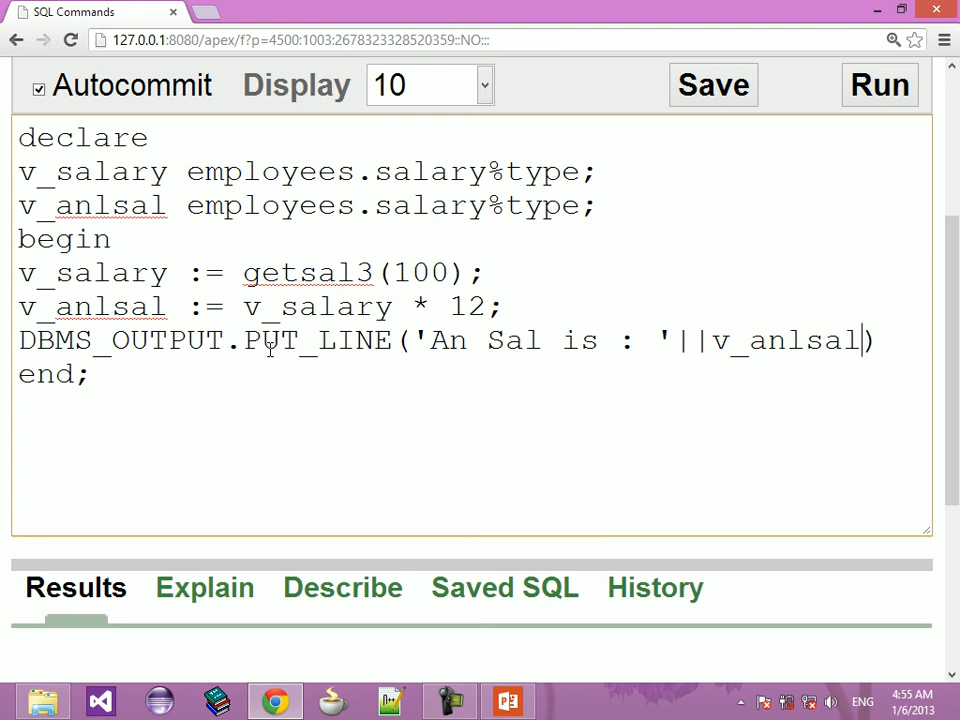 SQL Commands
127.0.0.1:8080/apex/f?p=4500:1003:2678323328520359::NO:::
Autocommit Display 10 Save Run
declare
v_salary employees.salary%type;
v_anlsal employees.salary%type;
begin
v_salary := getsal3(100);
v_anlsal := v_salary * 12;
DBMS_OUTPUT.PUT_LINE('An Sal is : '||v_anlsal)
end;
Results Explain Describe Saved SQL History
ENG
4:55 AM
1/6/2013